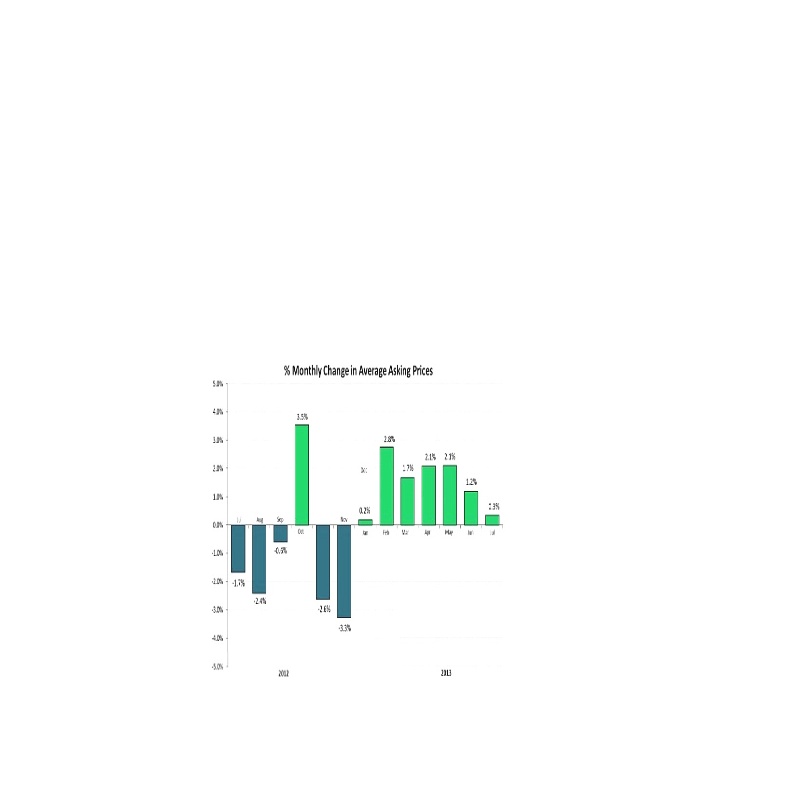 % Monthly Change in Average Asking Prices
5.0%
4.0%
3.0%
2.0%
1.0%
0.0%
-1.0%
-2.0%
-3.0%
-4.0%
-5.0%
3.5%
2.8%
Dec
1.7%
2.1%
2.1%
1.2%
0.2%
0.3%
Aug
Sep
Nov
Oct
Jan
Feb
Mar
Apr
May
Jun
Jul
-1.7%
-2.4%
-0.6%
-2.6%
-3.3%
2012
2013